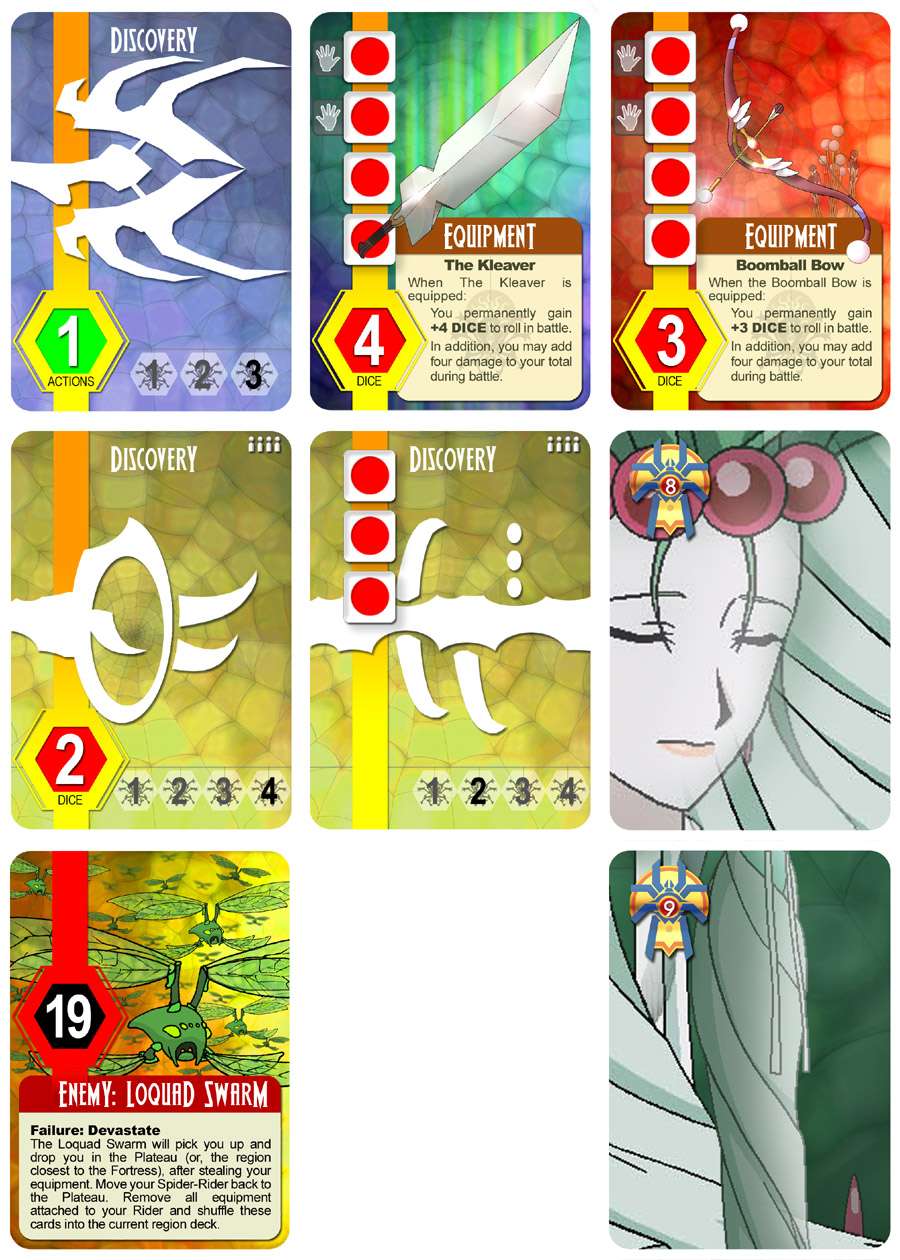 DISCOVERY
1
ACTIONS
1 2 3
EQUIPMENT
The Kleaver
When The Kleaver is
equipped:
You permanently gain
+4 DICE to roll in battle.
In addition, you may add
four damage to your total
during battle.
4
DICE
EQUIPMENT
Boomball Bow
When the Boomball Bow is
equipped:
You permanently gain
+3 DICE to roll in battle.
In addition, you may add
four damage to your total
during battle.
3
DICE
DISCOVERY
2
DICE
1 2 3 4
DISCOVERY
1 2 3 4
8
19
ENEMY: LOQUAD SWARM
Failure: Devastate
The Loquad Swarm will pick you up and
drop you in the Plateau (or, the region
closest to the Fortress), after stealing your
equipment. Move your Spider-Rider back to
the Plateau. Remove all equipment
attached to your Rider and shuffle these
cards into the current region deck.
9